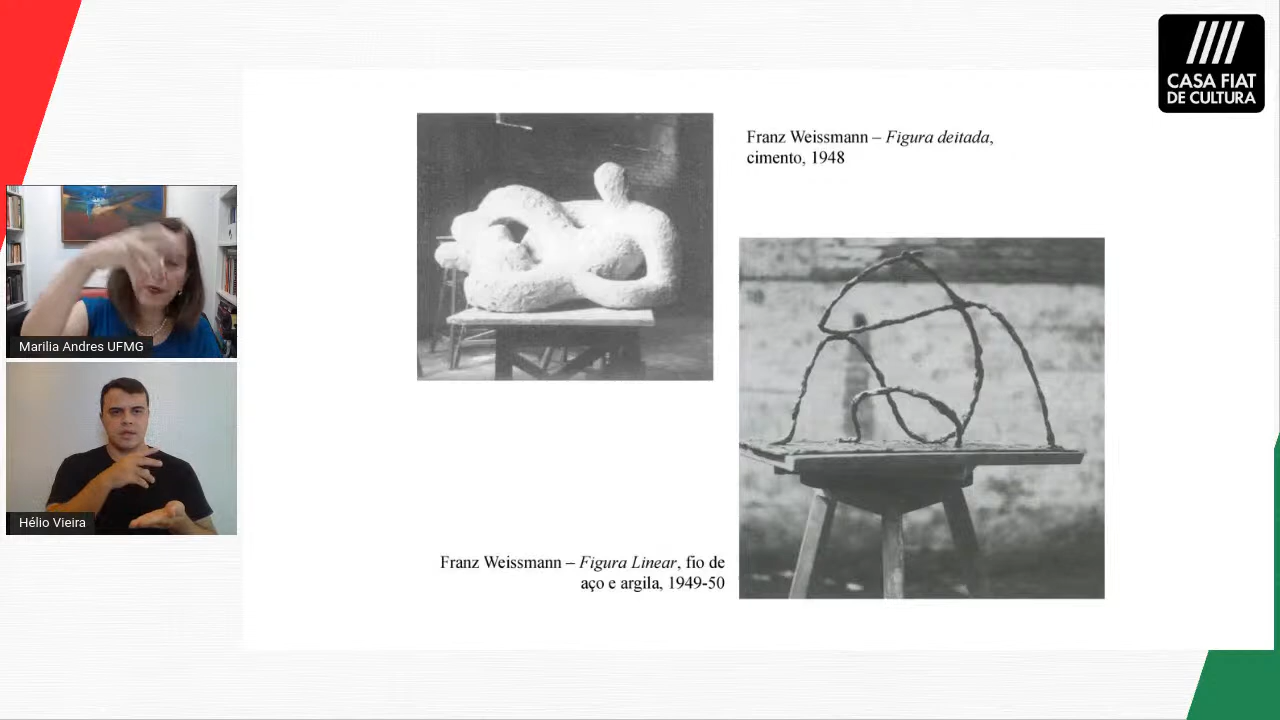 CASA FIAT
DE CULTURA
Franz Weissmann – Figura deitada,
cimento, 1948
Marilia Andres UFMG
Hélio Vieira
Franz Weissmann – Figura Linear, fio de
aço e argila, 1949-50